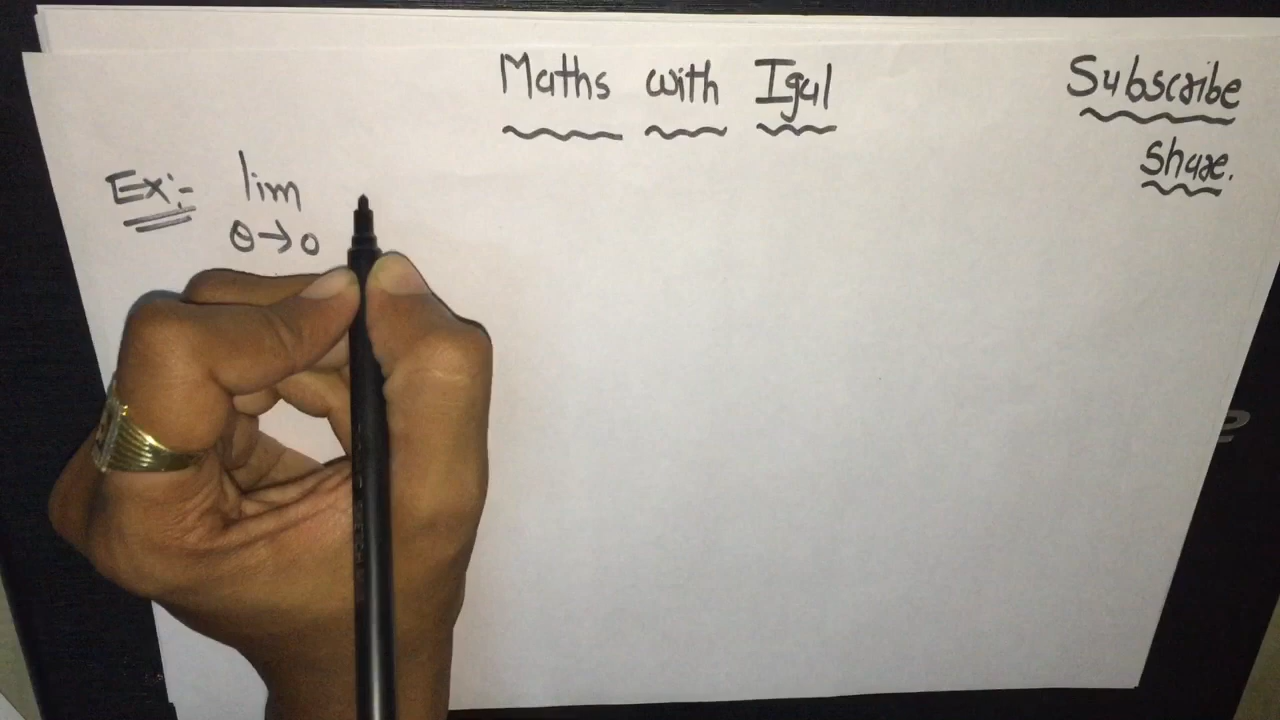 Maths with Igul
Subscribe
Share.
Ex:- lim
θ→0